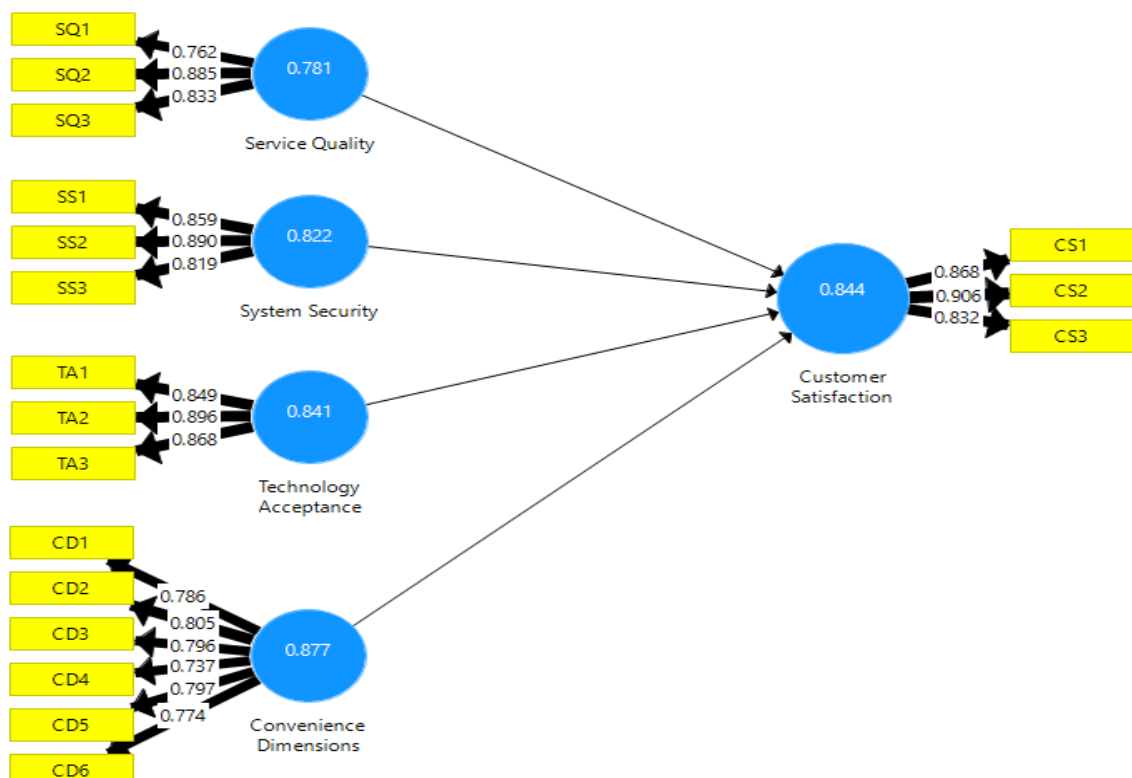 SQ1
0.762
SQ2
0.885
0.781
SQ3
0.833
Service Quality
SS1
0.859
SS2
0.890
0.822
SS3
0.819
System Security
TA1
0.849
TA2
0.896
0.841
TA3
0.868
Technology
Acceptance
CD1
0.786
CD2
0.805
CD3
0.796
0.737
CD4
0.797
0.877
CD5
0.774
CD6
Convenience
Dimensions
0.844
Customer
Satisfaction
0.868
CS1
0.906
CS2
0.832
CS3